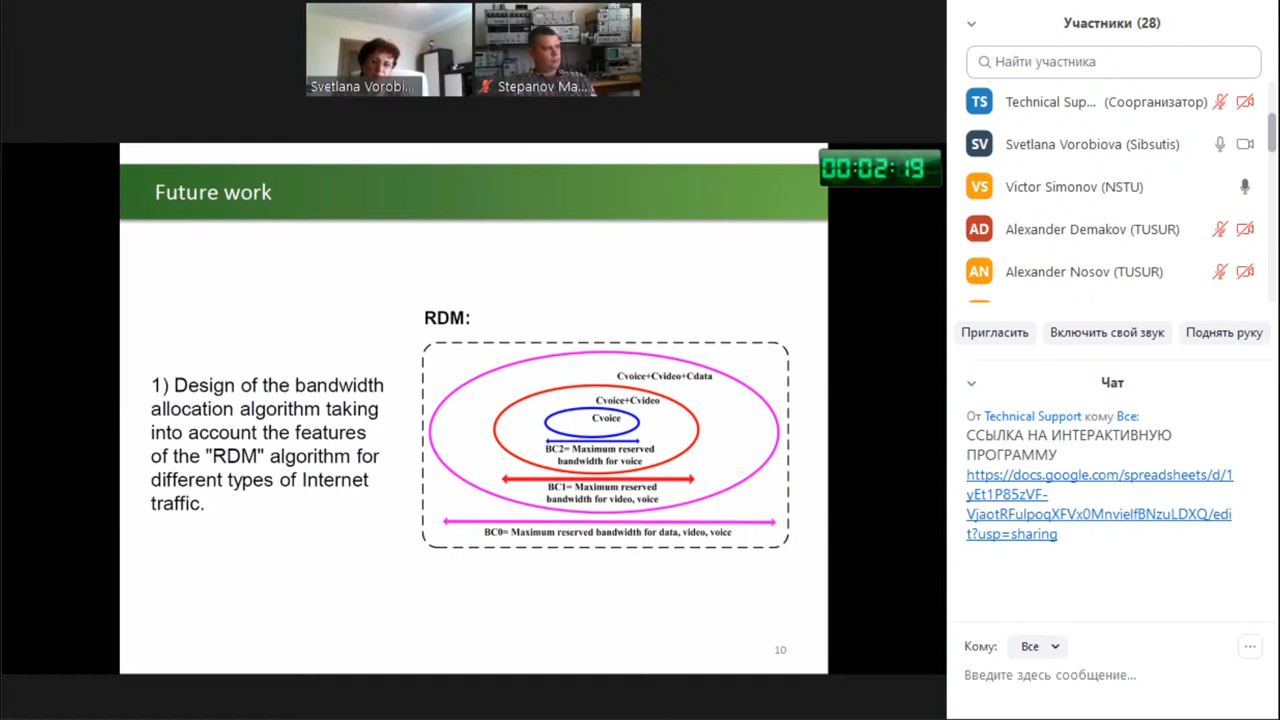 Svetlana Vorobi...
Stepanov Ma...
00:02:19
Future work
RDM:
1) Design of the bandwidth
allocation algorithm taking
into account the features
of the "RDM" algorithm for
different types of Internet
traffic.
Cvoice+Cvideo+Cdata
Cvoice+Cvideo
Cvoice
BC2= Maximum reserved
bandwidth for voice
BC1= Maximum reserved
bandwidth for video, voice
BC0= Maximum reserved bandwidth for data, video, voice
10
Участники (28)
Найти участника
TS Technical Sup... (Соорганизатор)
SV Svetlana Vorobiova (Sibsutis)
VS Victor Simonov (NSTU)
AD Alexander Demakov (TUSUR)
AN Alexander Nosov (TUSUR)
Пригласить Включить свой звук Поднять руку
Чат
От Technical Support кому Все:
ССЫЛКА НА ИНТЕРАКТИВНУЮ
ПРОГРАММУ
https://docs.google.com/spreadsheets/d/1
yEt1P85zVF-
VjaotRFulpoqXFVx0MnvielfBNzuLDXQ/edi
t?usp=sharing
Кому: Все
Введите здесь сообщение...